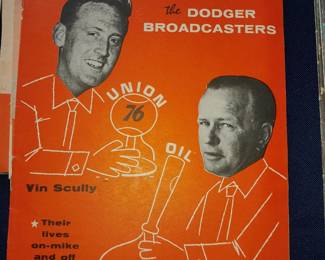 the DODGER
BROADCASTERS
UNION
76
OIL
Vin Scully
★ Their
lives
on-mike
and off